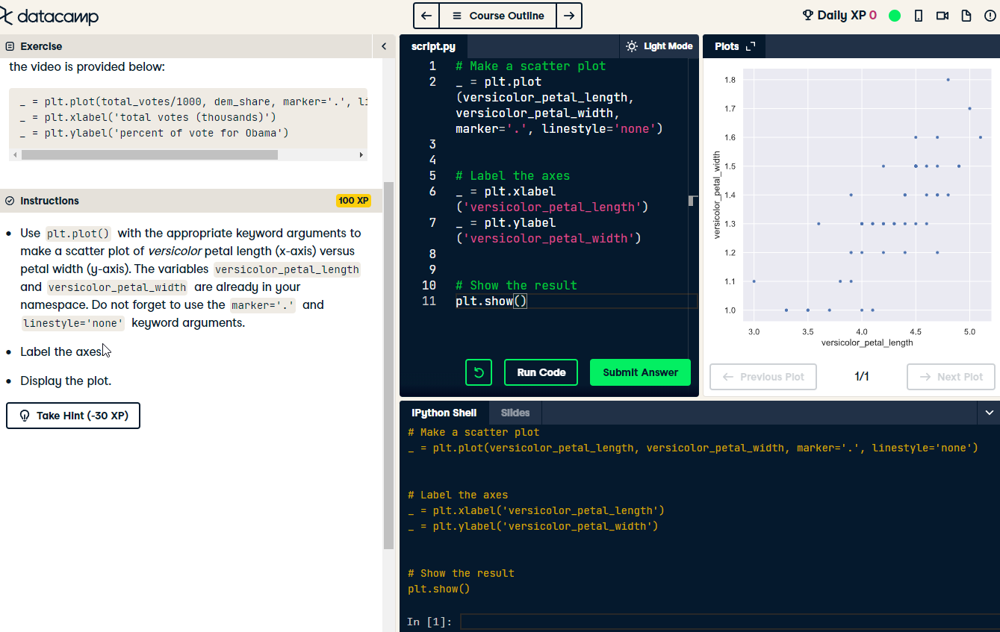 datacamp
Course Outline
Daily XP 0
Exercise
the video is provided below:
_ = plt.plot(total_votes/1000, dem_share, marker='.', li
_ = plt.xlabel('total votes (thousands)')
_ = plt.ylabel('percent of vote for Obama')
Instructions
100 XP
• Use plt.plot() with the appropriate keyword arguments to
make a scatter plot of versicolor petal length (x-axis) versus
petal width (y-axis). The variables versicolor_petal_length
and versicolor_petal_width are already in your
namespace. Do not forget to use the marker='.' and
linestyle='none' keyword arguments.
• Label the axes
• Display the plot.
Take Hint (-30 XP)
script.py
Light Mode
1 # Make a scatter plot
2 _ = plt.plot
(versicolor_petal_length,
versicolor_petal_width,
marker='.', linestyle='none')
3
4
5 # Label the axes
6 _ = plt.xlabel
('versicolor_petal_length')
7 _ = plt.ylabel
('versicolor_petal_width')
8
9
10 # Show the result
11 plt.show()
Run Code
Submit Answer
Plots
1.8
1.7
1.6
1.5
1.4
1.3
1.2
1.1
1.0
versicolor_petal_width
3.0 3.5 4.0 4.5 5.0
versicolor_petal_length
Previous Plot
1/1
Next Plot
IPython Shell
Slides
# Make a scatter plot
_ = plt.plot(versicolor_petal_length, versicolor_petal_width, marker='.', linestyle='none')
# Label the axes
_ = plt.xlabel('versicolor_petal_length')
_ = plt.ylabel('versicolor_petal_width')
# Show the result
plt.show()
In [1]: